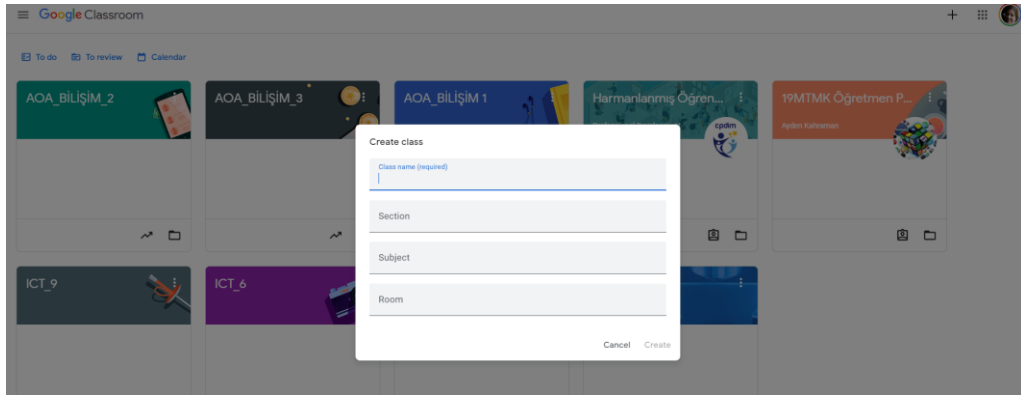 Google Classroom
To do To review Calendar
AOA_BİLİŞİM_2
AOA_BİLİŞİM_3
AOA_BİLİŞİM 1
Harmanlanmış Öğren...
19MTMK Öğretmen P...
Ayden Kahraman
cpdim
Create class
Class name (required)
Section
Subject
Room
Cancel Create
ICT_9
ICT_6